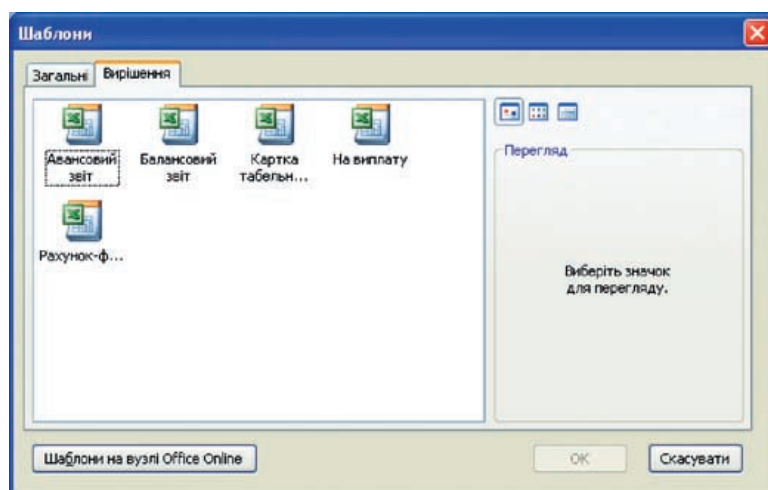 Шаблони
Загальні Вирішення
Авансовий звіт
Балансовий звіт
Картка табельн...
На виплату
Рахунок-ф...
Перегляд
Виберіть значок
для перегляду.
Шаблони на вузлі Office Online
OK
Скасувати